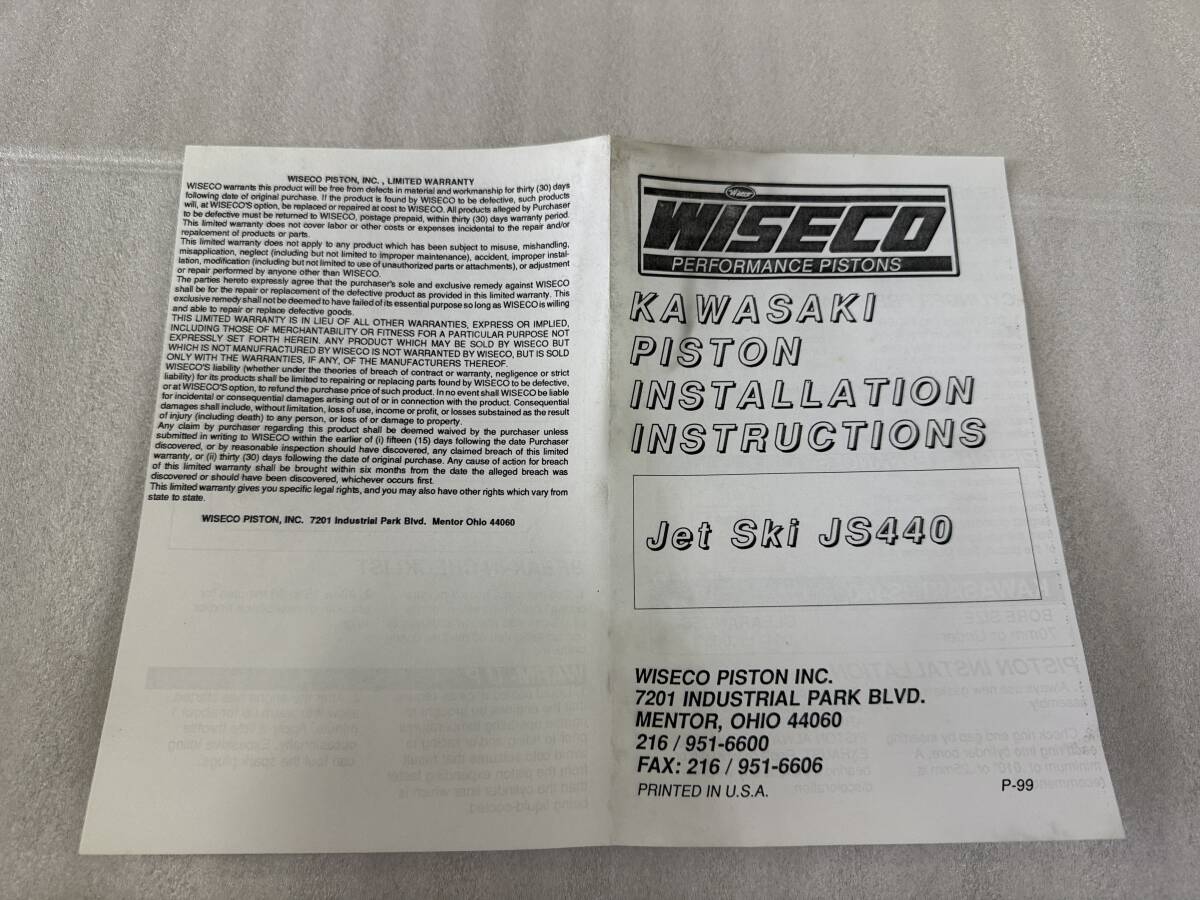 WISECO PISTON, INC. , LIMITED WARRANTY
WISECO warrants this product will be free from defects in material and workmanship for thirty (30) days
following date of original purchase. If the product is found by WISECO to be defective, such products
will, at WISECO'S option, be replaced or repaired at cost to WISECO. All products alleged by Purchaser
to be defective must be returned to WISECO, postage prepaid, within thirty (30) days warranty period.
This limited warranty does not cover labor or other costs or expenses incidental to the repair and/or
repalcement of products or parts.
This limited warranty does not apply to any product which has been subject to misuse, mishandling,
misapplication, neglect (including but not limited to improper maintenance), accident, improper instal-
lation, modification (including but not limited to use of unauthorized parts or attachments), or adjustment
or repair performed by anyone other than WISECO.
The parties hereto expressly agree that the purchaser's sole and exclusive remedy against WISECO
shall be for the repair or replacement of the defective product as provided in this limited warranty. This
exclusive remedy shall not be deemed to have failed of its essential purpose so long as WISECO is willing
and able to repair or replace defective goods.
THIS LIMITED WARRANTY IS IN LIEU OF ALL OTHER WARRANTIES, EXPRESS OR IMPLIED,
INCLUDING THOSE OF MERCHANTABILITY OR FITNESS FOR A PARTICULAR PURPOSE NOT
EXPRESSLY SET FORTH HEREIN. ANY PRODUCT WHICH MAY BE SOLD BY WISECO BUT
WHICH IS NOT MANUFRACTURED BY WISECO IS NOT WARRANTED BY WISECO, BUT IS SOLD
ONLY WITH THE WARRANTIES, IF ANY, OF THE MANUFACTURERS THEREOF.
WISECO'S liability (whether under the theories of breach of contract or warranty, negligence or strict
liability) for its products shall be limited to repairing or replacing parts found by WISECO to be defective,
or at WISECO'S option, to refund the purchase price of such product. In no event shall WISECO be liable
for incidental or consequential damages arising out of or in connection with the product. Consequential
damages shall include, without limitation, loss of use, income or profit, or losses substained as the result
of injury (including death) to any person, or loss of or damage to property.
Any claim by purchaser regarding this product shall be deemed waived by the purchaser unless
submitted in writing to WISECO within the earlier of (i) fifteen (15) days following the date Purchaser
discovered, or by reasonable inspection should have discovered, any claimed breach of this limited
warranty, or (ii) thirty (30) days following the date of original purchase. Any cause of action for breach
of this limited warranty shall be brought within six months from the date the alleged breach was
discovered or should have been discovered, whichever occurs first.
This limited warranty gives you specific legal rights, and you may also have other rights which vary from
state to state.
WISECO PISTON, INC. 7201 Industrial Park Blvd. Mentor Ohio 44060
Wiseco
WISECO
PERFORMANCE PISTONS
KAWASAKI
PISTON
INSTALLATION
INSTRUCTIONS
Jet Ski JS440
WISECO PISTON INC.
7201 INDUSTRIAL PARK BLVD.
MENTOR, OHIO 44060
216 / 951-6600
FAX: 216 / 951-6606
PRINTED IN U.S.A.
P-99